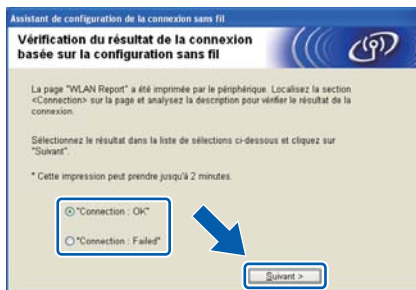 Assistant de configuration de la connexion sans fil
Vérification du résultat de la connexion
basée sur la configuration sans fil
La page "WLAN Report" a été imprimée par le périphérique. Localisez la section
<Connection> sur la page et analysez la description pour vérifier le résultat de la
connexion.
Sélectionnez le résultat dans la liste de sélections ci-dessous et cliquez sur
"Suivant".
* Cette impression peut prendre jusqu'à 2 minutes.
"Connection : OK"
"Connection : Failed"
Suivant >